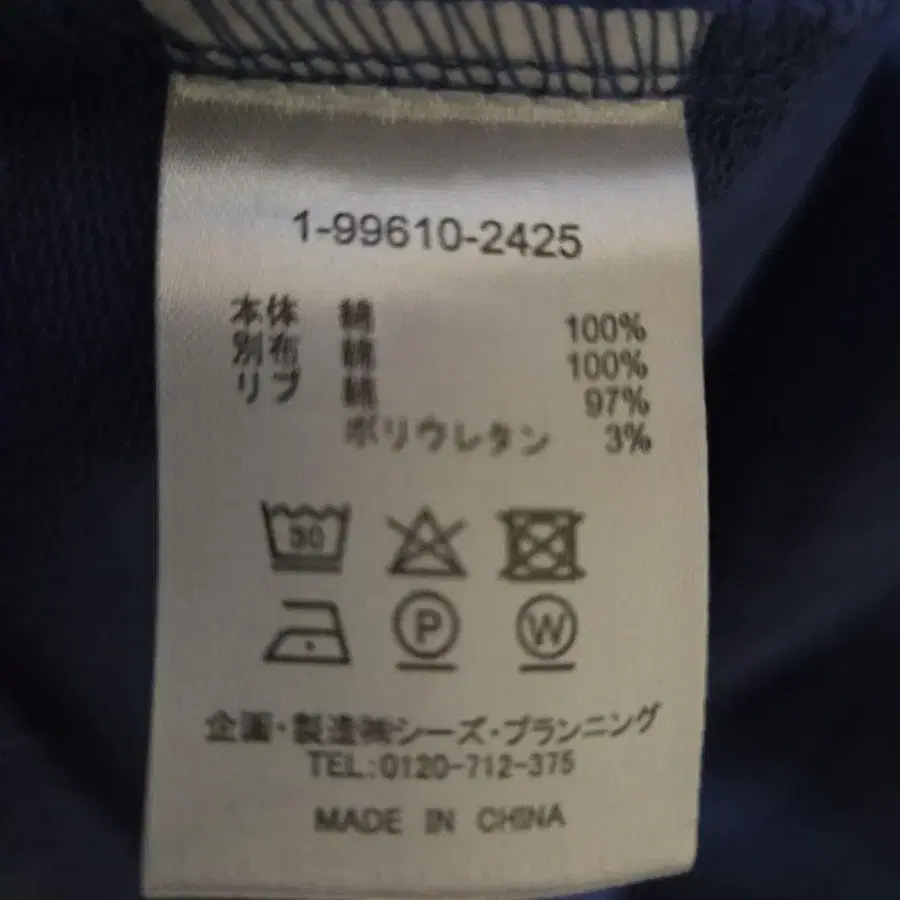 1-99610-2425
本体 綿 100%
別布 綿 100%
リブ 綿 97%
ポリウレタン 3%
30
P W
企画・製造㈱シーズ・プランニング
TEL:0120-712-375
MADE IN CHINA